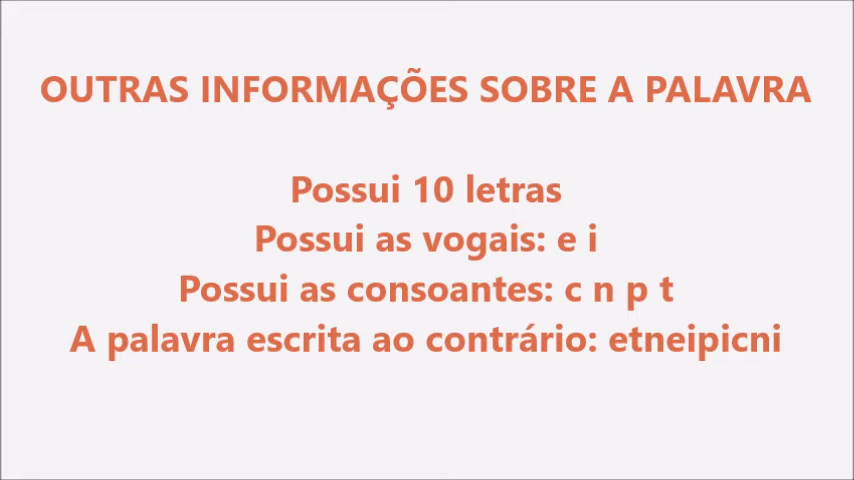 OUTRAS INFORMAÇÕES SOBRE A PALAVRA
Possui 10 letras
Possui as vogais: e i
Possui as consoantes: c n p t
A palavra escrita ao contrário: etneipicni